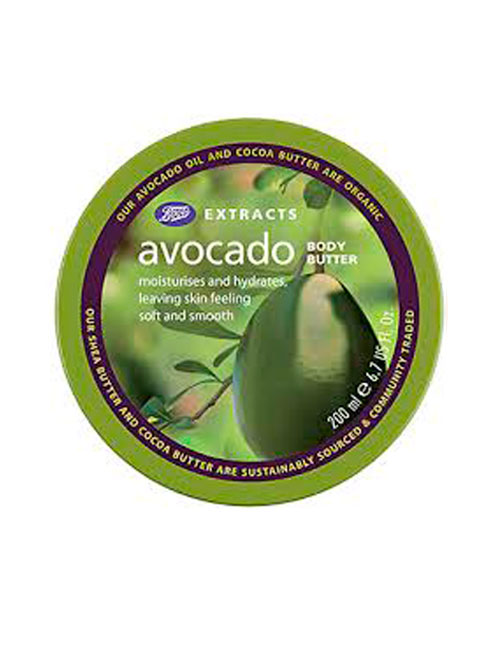 OUR AVOCADO OIL AND COCOA BUTTER ARE ORGANIC
Boots EXTRACTS
avocado BODY
BUTTER
moisturises and hydrates,
leaving skin feeling
soft and smooth
200 ml e 6.7 US Fl. Oz.
OUR SHEA BUTTER AND COCOA BUTTER ARE SUSTAINABLY SOURCED & COMMUNITY TRADED